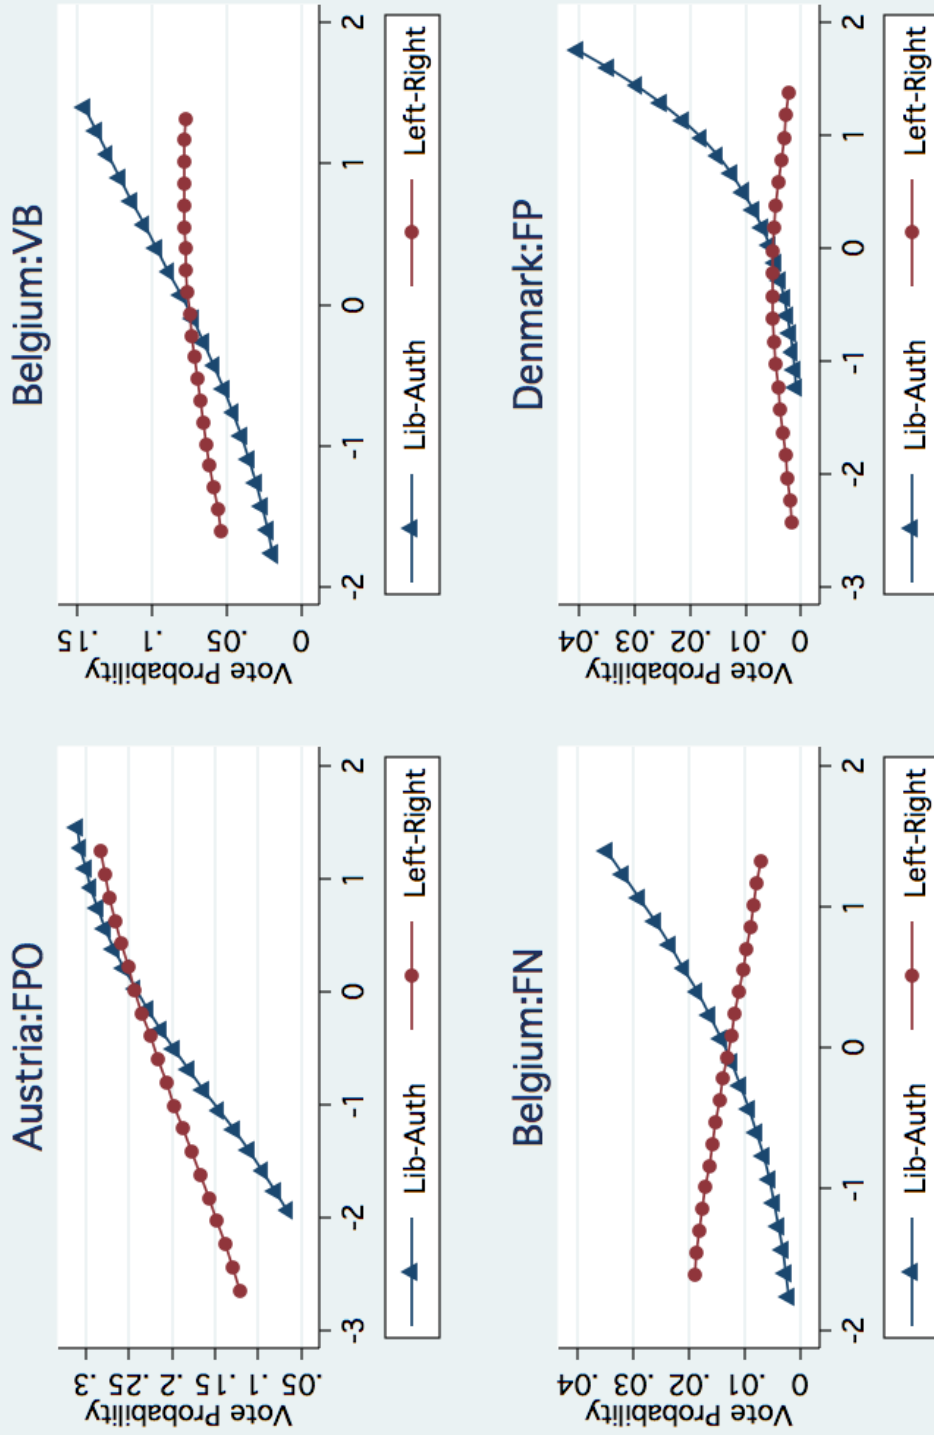 Austria:FPO
Vote Probability
.05 .1 .15 .2 .25 .3
-3 -2 -1 0 1 2
Lib-Auth Left-Right
Belgium:VB
Vote Probability
0 .05 .1 .15
-2 -1 0 1 2
Lib-Auth Left-Right
Belgium:FN
Vote Probability
0 .01 .02 .03 .04
-2 -1 0 1 2
Lib-Auth Left-Right
Denmark:FP
Vote Probability
0 .01 .02 .03 .04
-3 -2 -1 0 1 2
Lib-Auth Left-Right